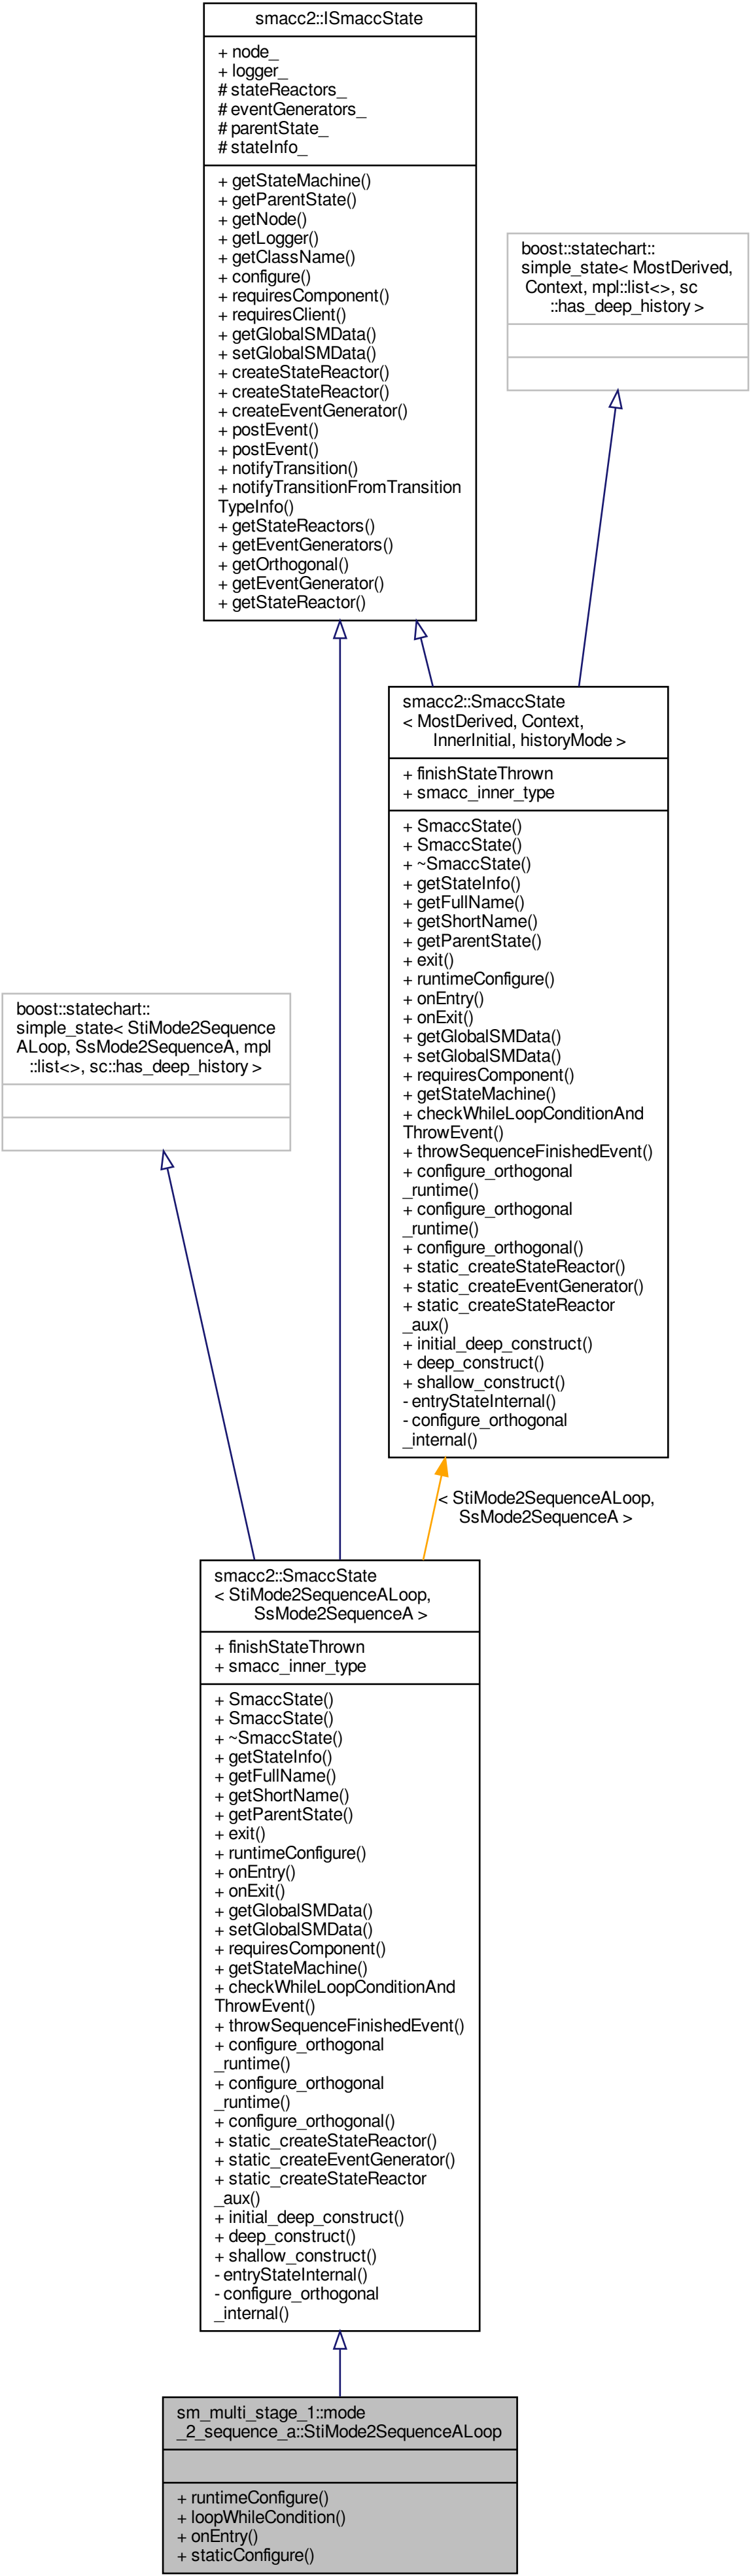 smacc2::ISmaccState
+ node_
+ logger_
# stateReactors_
# eventGenerators_
# parentState_
# stateInfo_
+ getStateMachine()
+ getParentState()
+ getNode()
+ getLogger()
+ getClassName()
+ configure()
+ requiresComponent()
+ requiresClient()
+ getGlobalSMData()
+ setGlobalSMData()
+ createStateReactor()
+ createStateReactor()
+ createEventGenerator()
+ postEvent()
+ postEvent()
+ notifyTransition()
+ notifyTransitionFromTransition
TypeInfo()
+ getStateReactors()
+ getEventGenerators()
+ getOrthogonal()
+ getEventGenerator()
+ getStateReactor()
boost::statechart::
simple_state< MostDerived,
Context, mpl::list<>, sc
::has_deep_history >
smacc2::SmaccState
< MostDerived, Context,
InnerInitial, historyMode >
+ finishStateThrown
+ smacc_inner_type
+ SmaccState()
+ SmaccState()
+ ~SmaccState()
+ getStateInfo()
+ getFullName()
+ getShortName()
+ getParentState()
+ exit()
+ runtimeConfigure()
+ onEntry()
+ onExit()
+ getGlobalSMData()
+ setGlobalSMData()
+ requiresComponent()
+ getStateMachine()
+ checkWhileLoopConditionAnd
ThrowEvent()
+ throwSequenceFinishedEvent()
+ configure_orthogonal
_runtime()
+ configure_orthogonal
_runtime()
+ configure_orthogonal()
+ static_createStateReactor()
+ static_createEventGenerator()
+ static_createStateReactor
_aux()
+ initial_deep_construct()
+ deep_construct()
+ shallow_construct()
- entryStateInternal()
- configure_orthogonal
_internal()
boost::statechart::
simple_state< StiMode2Sequence
ALoop, SsMode2SequenceA, mpl
::list<>, sc::has_deep_history >
< StiMode2SequenceALoop,
SsMode2SequenceA >
smacc2::SmaccState
< StiMode2SequenceALoop,
SsMode2SequenceA >
+ finishStateThrown
+ smacc_inner_type
+ SmaccState()
+ SmaccState()
+ ~SmaccState()
+ getStateInfo()
+ getFullName()
+ getShortName()
+ getParentState()
+ exit()
+ runtimeConfigure()
+ onEntry()
+ onExit()
+ getGlobalSMData()
+ setGlobalSMData()
+ requiresComponent()
+ getStateMachine()
+ checkWhileLoopConditionAnd
ThrowEvent()
+ throwSequenceFinishedEvent()
+ configure_orthogonal
_runtime()
+ configure_orthogonal
_runtime()
+ configure_orthogonal()
+ static_createStateReactor()
+ static_createEventGenerator()
+ static_createStateReactor
_aux()
+ initial_deep_construct()
+ deep_construct()
+ shallow_construct()
- entryStateInternal()
- configure_orthogonal
_internal()
sm_multi_stage_1::mode
_2_sequence_a::StiMode2SequenceALoop
+ runtimeConfigure()
+ loopWhileCondition()
+ onEntry()
+ staticConfigure()